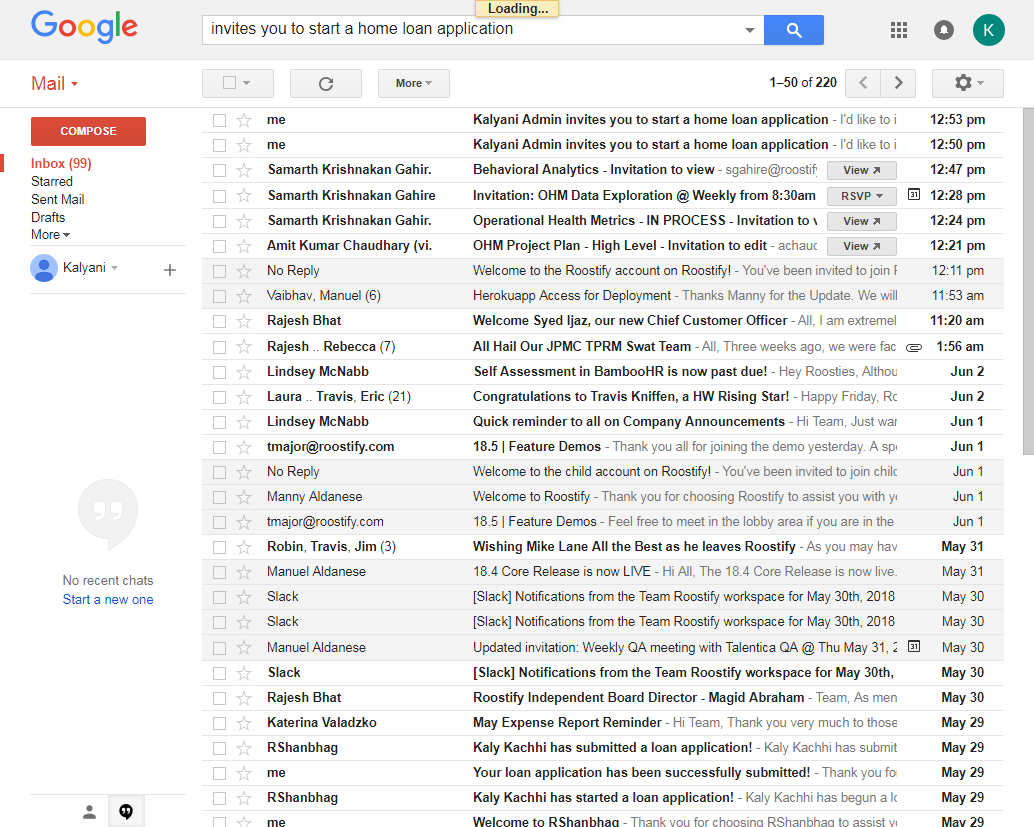 Loading...
Google
invites you to start a home loan application
K
Mail
More
1–50 of 220
COMPOSE
Inbox (99)
Starred
Sent Mail
Drafts
More
Kalyani
No recent chats
Start a new one
me Kalyani Admin invites you to start a home loan application - I'd like to i 12:53 pm
me Kalyani Admin invites you to start a home loan application - I'd like to i 12:50 pm
Samarth Krishnakan Gahir. Behavioral Analytics - Invitation to view - sgahire@roostify View 12:47 pm
Samarth Krishnakan Gahire Invitation: OHM Data Exploration @ Weekly from 8:30am RSVP 31 12:28 pm
Samarth Krishnakan Gahir. Operational Health Metrics - IN PROCESS - Invitation to v View 12:24 pm
Amit Kumar Chaudhary (vi. OHM Project Plan - High Level - Invitation to edit - achaud View 12:21 pm
No Reply Welcome to the Roostify account on Roostify! - You've been invited to join F 12:11 pm
Vaibhav, Manuel (6) Herokuapp Access for Deployment - Thanks Manny for the Update. We will 11:53 am
Rajesh Bhat Welcome Syed Ijaz, our new Chief Customer Officer - All, I am extremel 11:20 am
Rajesh .. Rebecca (7) All Hail Our JPMC TPRM Swat Team - All, Three weeks ago, we were fac 1:56 am
Lindsey McNabb Self Assessment in BambooHR is now past due! - Hey Roosties, Althou Jun 2
Laura .. Travis, Eric (21) Congratulations to Travis Kniffen, a HW Rising Star! - Happy Friday, Ro Jun 2
Lindsey McNabb Quick reminder to all on Company Announcements - Hi Team, Just war Jun 1
tmajor@roostify.com 18.5 | Feature Demos - Thank you all for joining the demo yesterday. A spe Jun 1
No Reply Welcome to the child account on Roostify! - You've been invited to join chilc Jun 1
Manny Aldanese Welcome to Roostify - Thank you for choosing Roostify to assist you with yo Jun 1
tmajor@roostify.com 18.5 | Feature Demos - Feel free to meet in the lobby area if you are in the Jun 1
Robin, Travis, Jim (3) Wishing Mike Lane All the Best as he leaves Roostify - As you may hav May 31
Manuel Aldanese 18.4 Core Release is now LIVE - Hi All, The 18.4 Core Release is now live. May 31
Slack [Slack] Notifications from the Team Roostify workspace for May 30th, 2018 May 30
Slack [Slack] Notifications from the Team Roostify workspace for May 30th, 2018 May 30
Manuel Aldanese Updated invitation: Weekly QA meeting with Talentica QA @ Thu May 31, 2 31 May 30
Slack [Slack] Notifications from the Team Roostify workspace for May 30th, May 30
Rajesh Bhat Roostify Independent Board Director - Magid Abraham - Team, As men May 30
Katerina Valadzko May Expense Report Reminder - Hi Team, Thank you very much to those May 29
RShanbhag Kaly Kachhi has submitted a loan application! - Kaly Kachhi has submit May 29
me Your loan application has been successfully submitted! - Thank you fo May 29
RShanbhag Kaly Kachhi has started a loan application! - Kaly Kachhi has begun a lo May 29
me Welcome to RShanbhag - Thank you for choosing RShanbhag to assist yo May 29